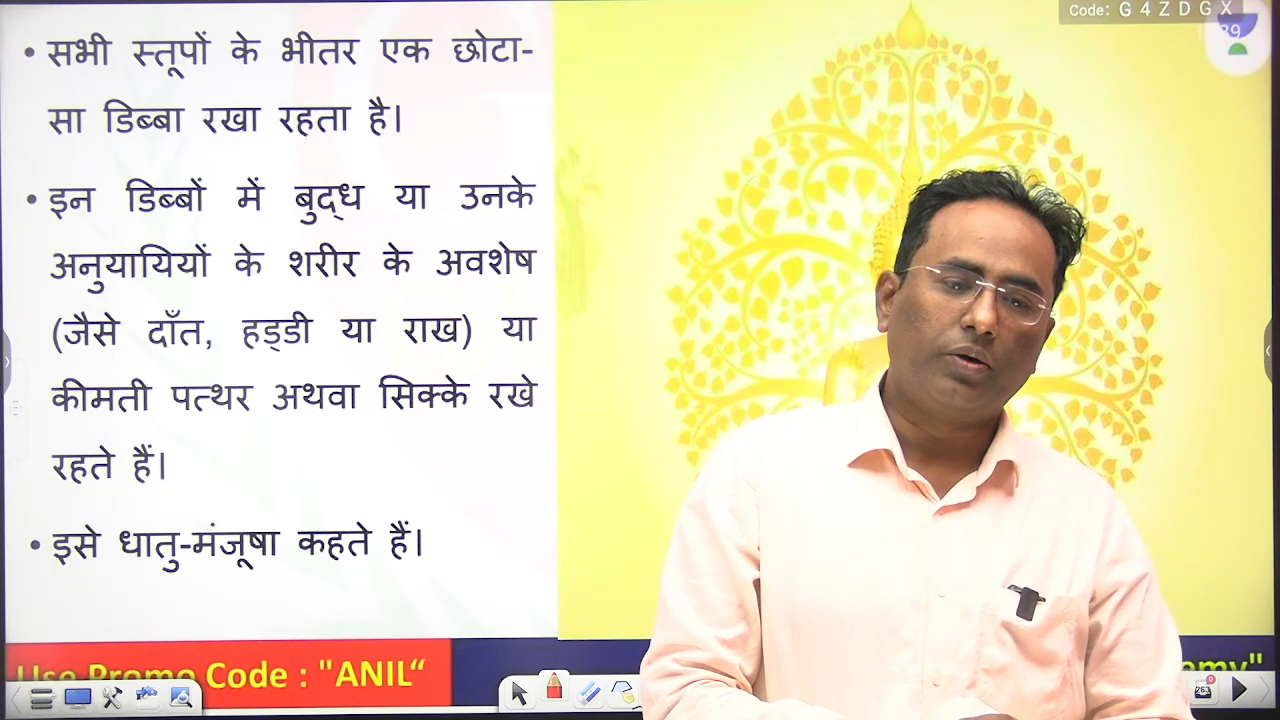 Code: G 4 Z D G X
• सभी स्तूपों के भीतर एक छोटा-
सा डिब्बा रखा रहता है।
• इन डिब्बों में बुद्ध या उनके
अनुयायियों के शरीर के अवशेष
(जैसे दाँत, हड्डी या राख) या
कीमती पत्थर अथवा सिक्के रखे
रहते हैं।
• इसे धातु-मंजूषा कहते हैं।
Use Promo Code : "ANIL“
263